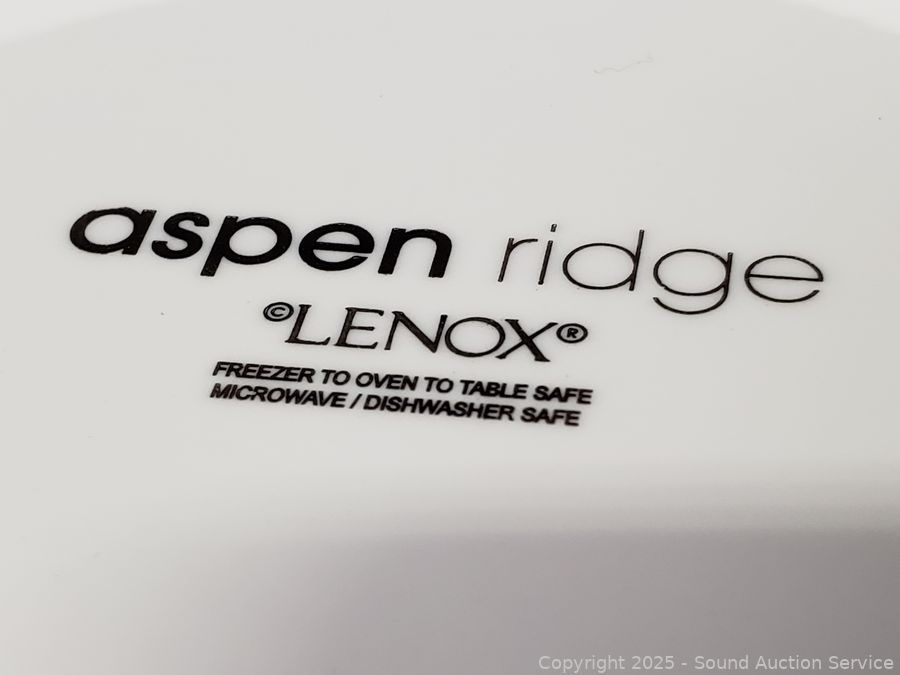 aspen ridge
©LENOX®
FREEZER TO OVEN TO TABLE SAFE
MICROWAVE / DISHWASHER SAFE
Copyright 2025 - Sound Auction Service